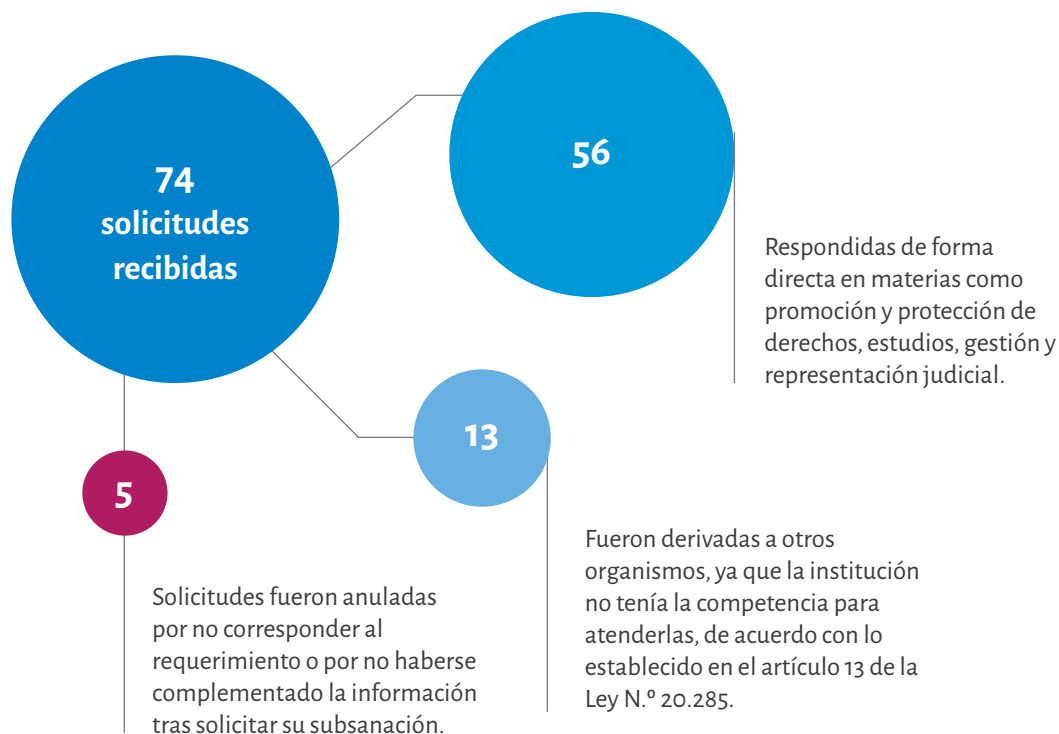 74
solicitudes
recibidas
56
Respondidas de forma
directa en materias como
promoción y protección de
derechos, estudios, gestión y
representación judicial.
13
Fueron derivadas a otros
organismos, ya que la institución
no tenía la competencia para
atenderlas, de acuerdo con lo
establecido en el artículo 13 de la
Ley N.º 20.285.
5
Solicitudes fueron anuladas
por no corresponder al
requerimiento o por no haberse
complementado la información
tras solicitar su subsanación.